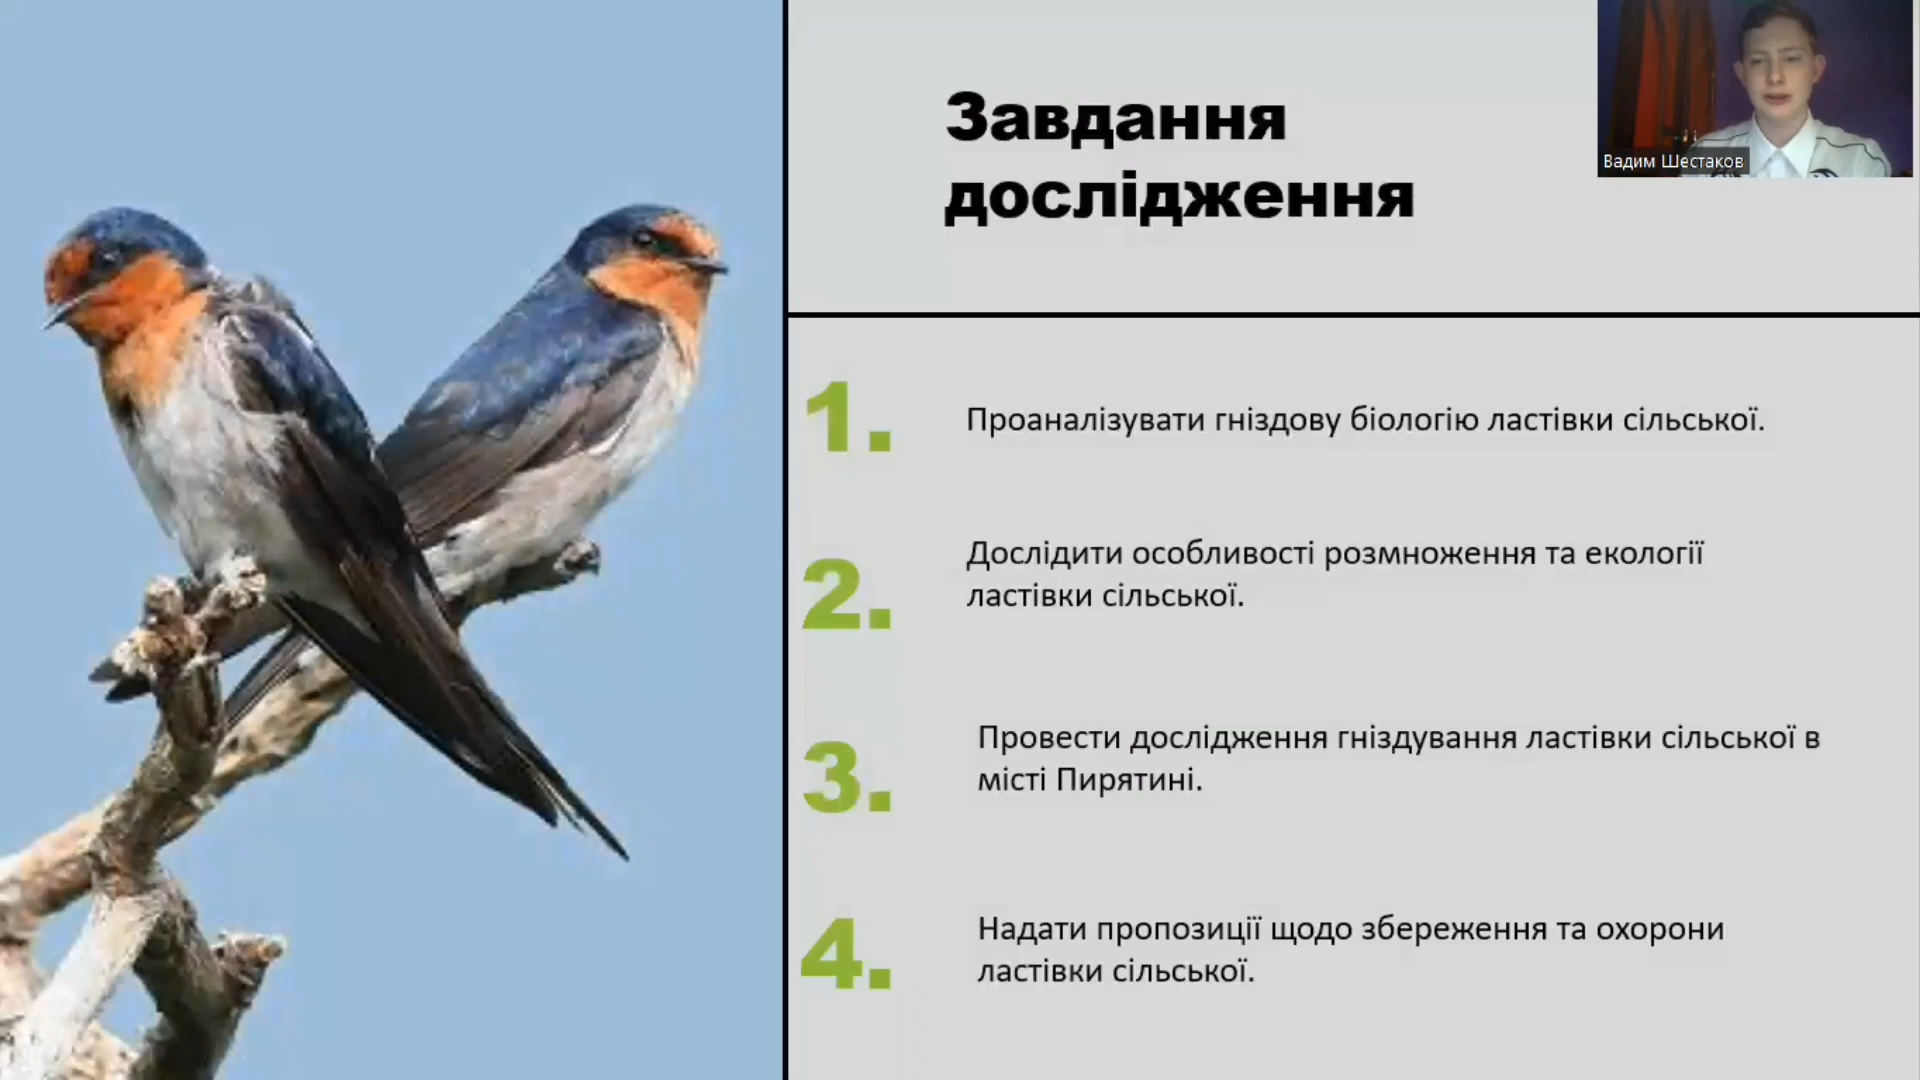 Завдання
дослідження
Вадим Шестаков
1.
Проаналізувати гніздову біологію ластівки сільської.
2.
Дослідити особливості розмноження та екології
ластівки сільської.
3.
Провести дослідження гніздування ластівки сільської в
місті Пирятині.
4.
Надати пропозиції щодо збереження та охорони
ластівки сільської.